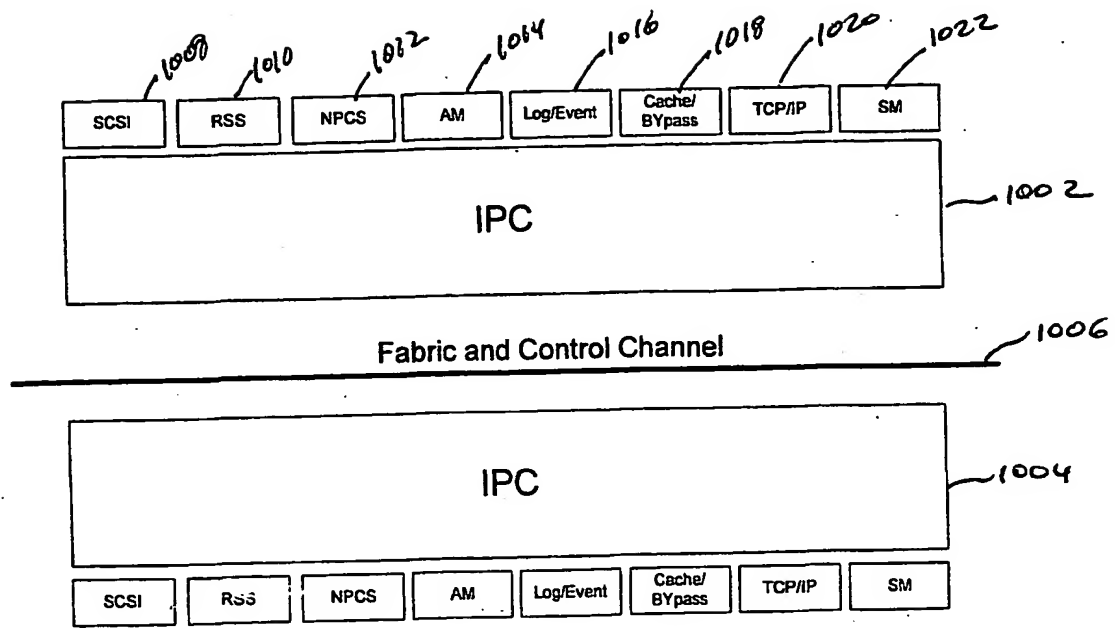 1008 1010 1012 1014 1016 1018 1020 1022
SCSI RSS NPCS AM Log/Event Cache/ BYpass TCP/IP SM
IPC
1002
Fabric and Control Channel
1006
IPC
1004
SCSI RSS NPCS AM Log/Event Cache/ BYpass TCP/IP SM